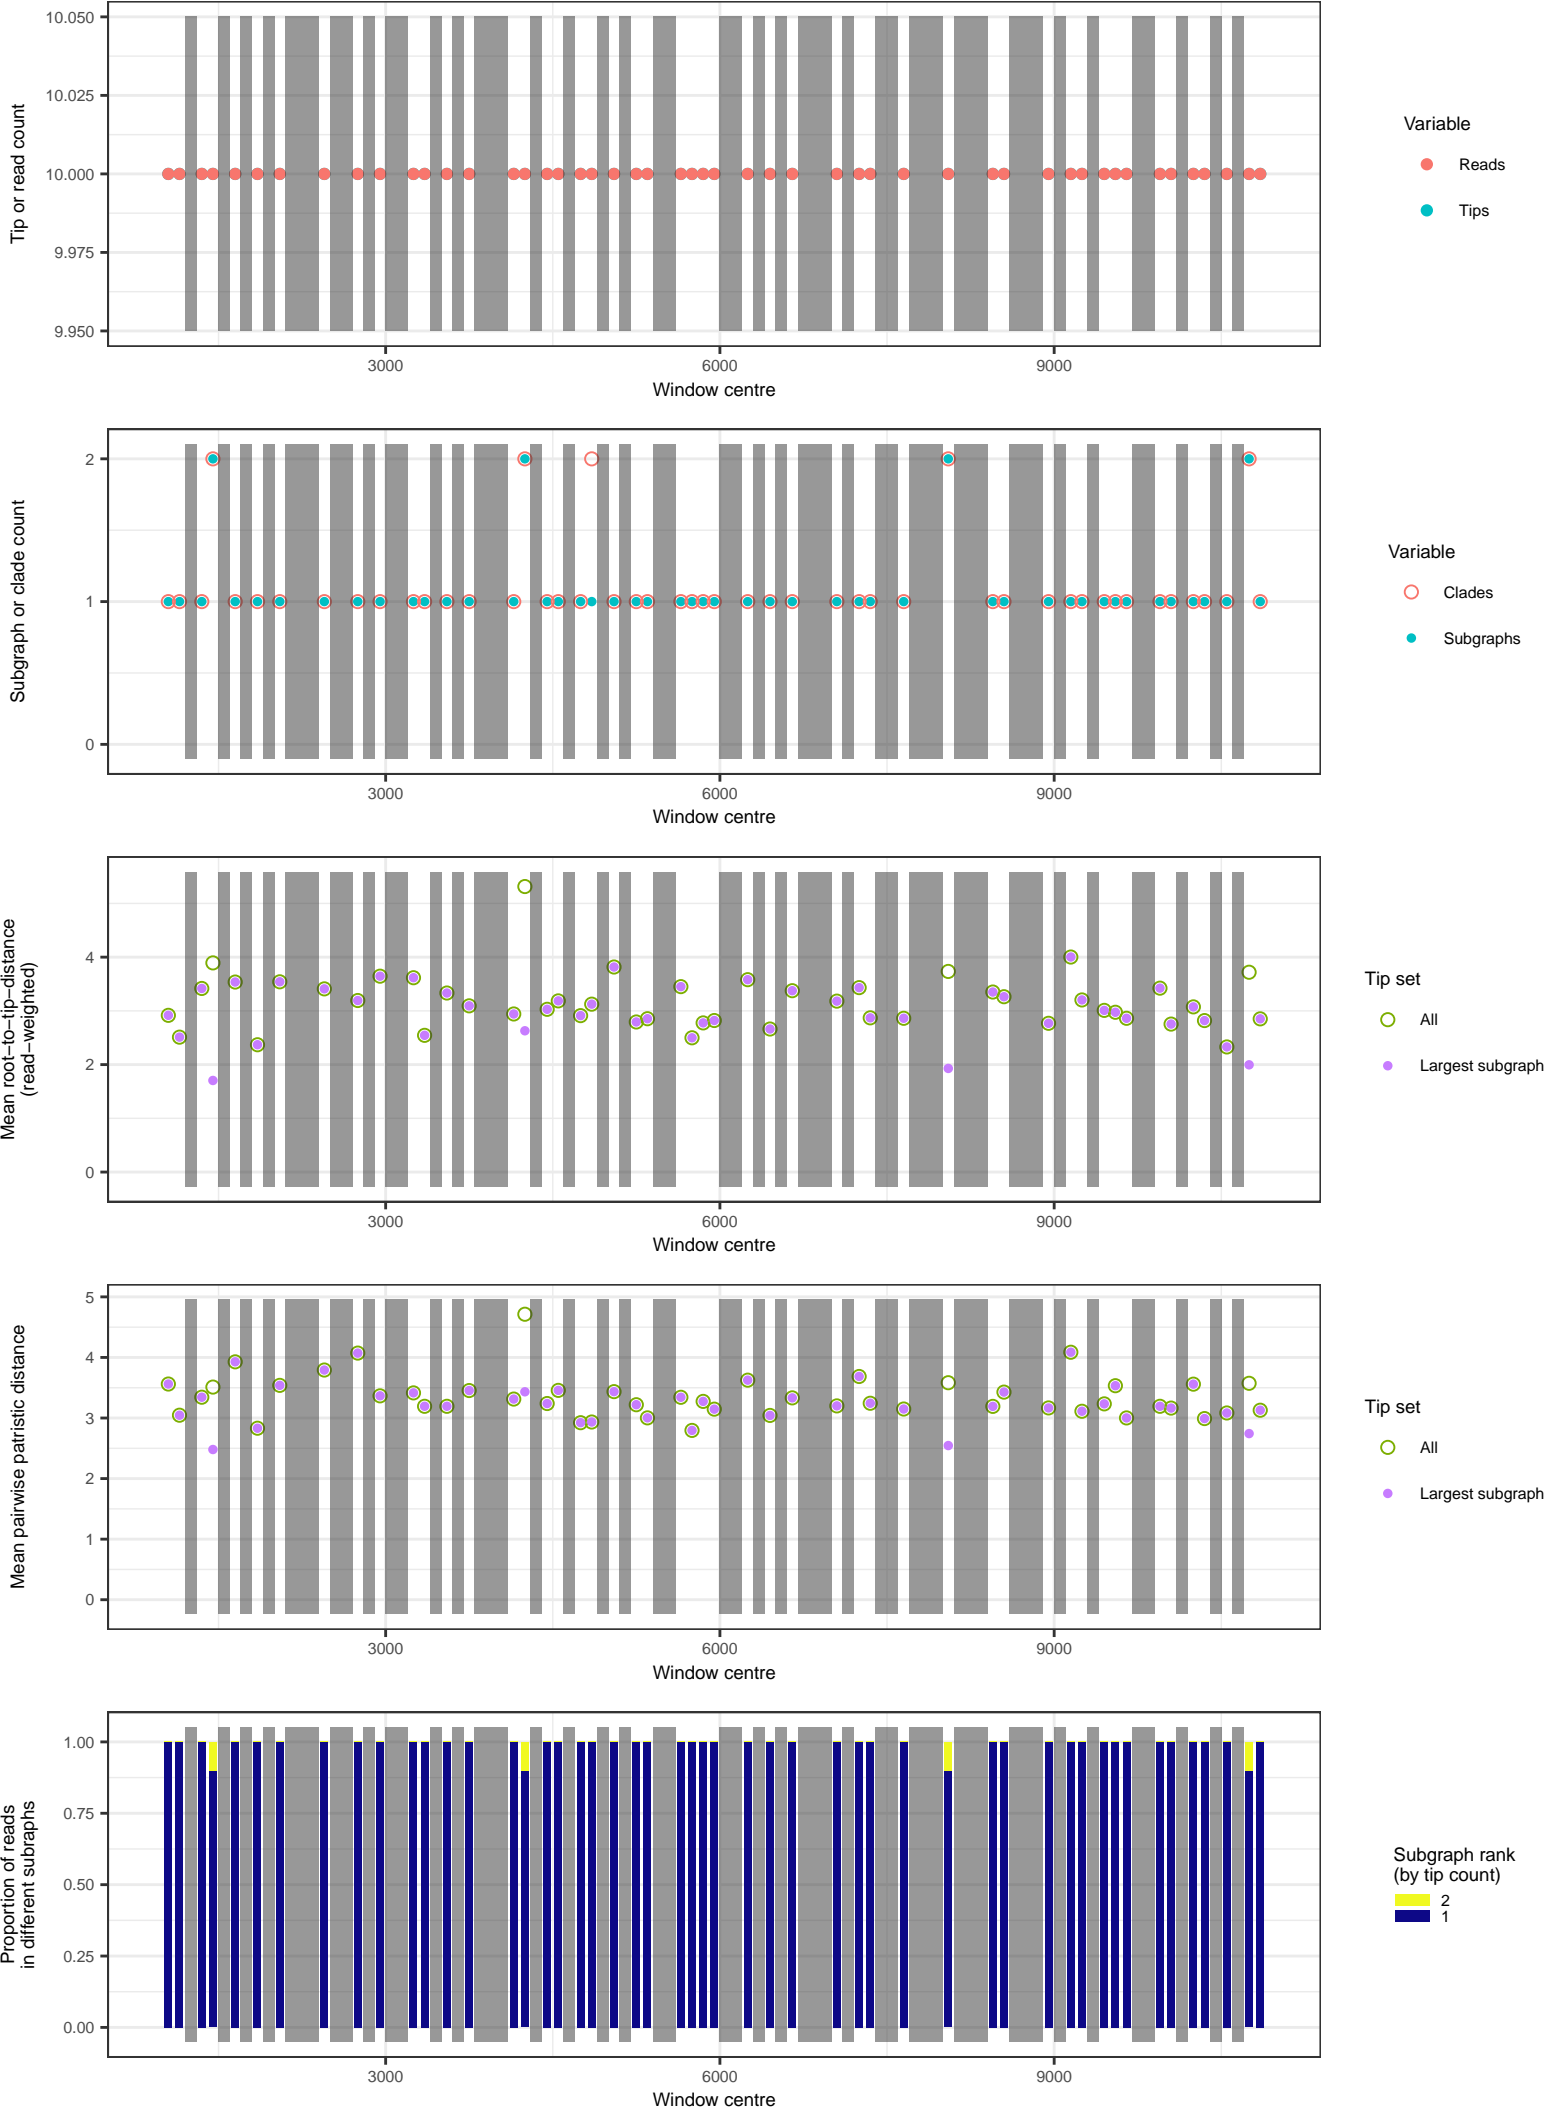 10.050
10.025
10.000
9.975
9.950
Tip or read count
3000
6000
9000
Window centre
Variable
Reads
Tips
2
1
0
Subgraph or clade count
3000
6000
9000
Window centre
Variable
Clades
Subgraphs
4
2
0
Mean root−to−tip−distance
(read−weighted)
3000
6000
9000
Window centre
Tip set
All
Largest subgraph
5
4
3
2
1
0
Mean pairwise patristic distance
3000
6000
9000
Window centre
Tip set
All
Largest subgraph
1.00
0.75
0.50
0.25
0.00
Proportion of reads
in different subraphs
3000
6000
9000
Window centre
Subgraph rank
(by tip count)
2
1